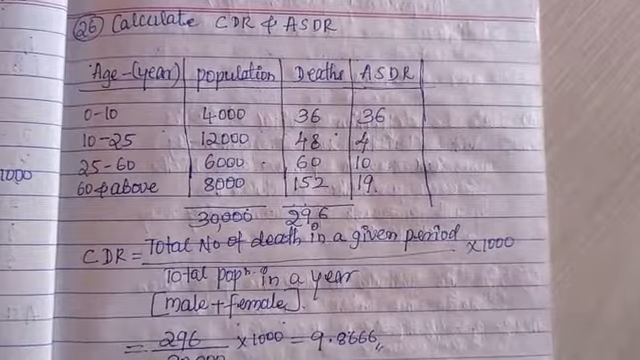 1000
(26) Calculate CDR & ASDR
Age-(year) population Deaths ASDR
0-10 4000 36 36
10-25 12000 48 4
25-60 6000 60 10
60 & above 8000 152 19
30,000 296
CDR = Total No of death in a given period x1000
Total popn. in a year
[male + female]
= 296 x 1000 = 9.8666